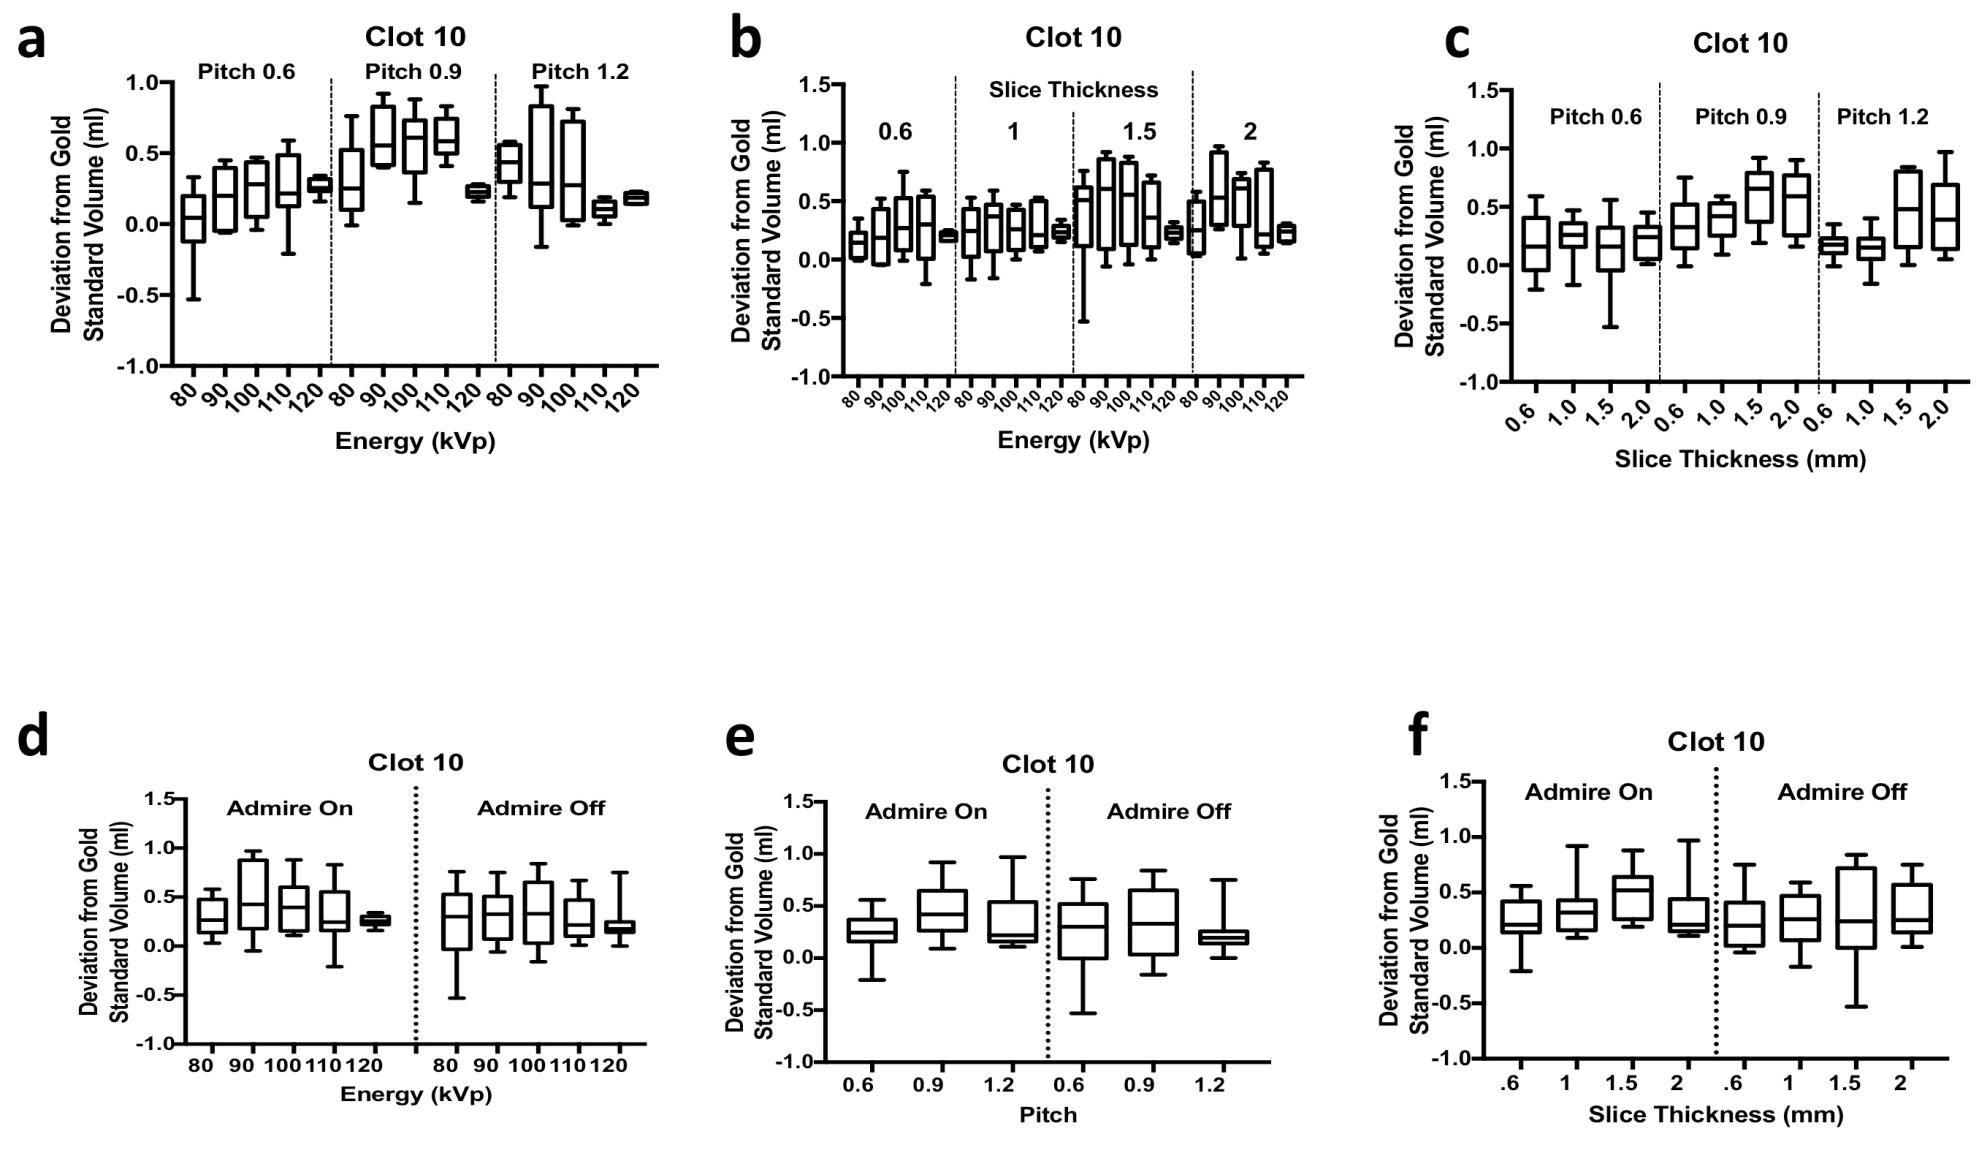 a
Clot 10
Pitch 0.6 Pitch 0.9 Pitch 1.2
Deviation from Gold
Standard Volume (ml)
1.0
0.5
0.0
-0.5
-1.0
80 90 100 110 120 80 90 100 110 120 80 90 100 110 120
Energy (kVp)
b
Clot 10
Slice Thickness
0.6 1 1.5 2
Deviation from Gold
Standard Volume (ml)
1.5
1.0
0.5
0.0
-0.5
-1.0
80 90 100 110 120 80 90 100 110 120 80 90 100 110 120 80 90 100 110 120
Energy (kVp)
c
Clot 10
Pitch 0.6 Pitch 0.9 Pitch 1.2
Deviation from Gold
Standard Volume (ml)
1.5
1.0
0.5
0.0
-0.5
-1.0
0.6 1.0 1.5 2.0 0.6 1.0 1.5 2.0 0.6 1.0 1.5 2.0
Slice Thickness (mm)
d
Clot 10
Admire On Admire Off
Deviation from Gold
Standard Volume (ml)
1.5
1.0
0.5
0.0
-0.5
-1.0
80 90 100 110 120 80 90 100 110 120
Energy (kVp)
e
Clot 10
Admire On Admire Off
Deviation from Gold
Standard Volume (ml)
1.5
1.0
0.5
0.0
-0.5
-1.0
0.6 0.9 1.2 0.6 0.9 1.2
Pitch
f
Clot 10
Admire On Admire Off
Deviation from Gold
Standard Volume (ml)
1.5
1.0
0.5
0.0
-0.5
-1.0
.6 1 1.5 2 .6 1 1.5 2
Slice Thickness (mm)